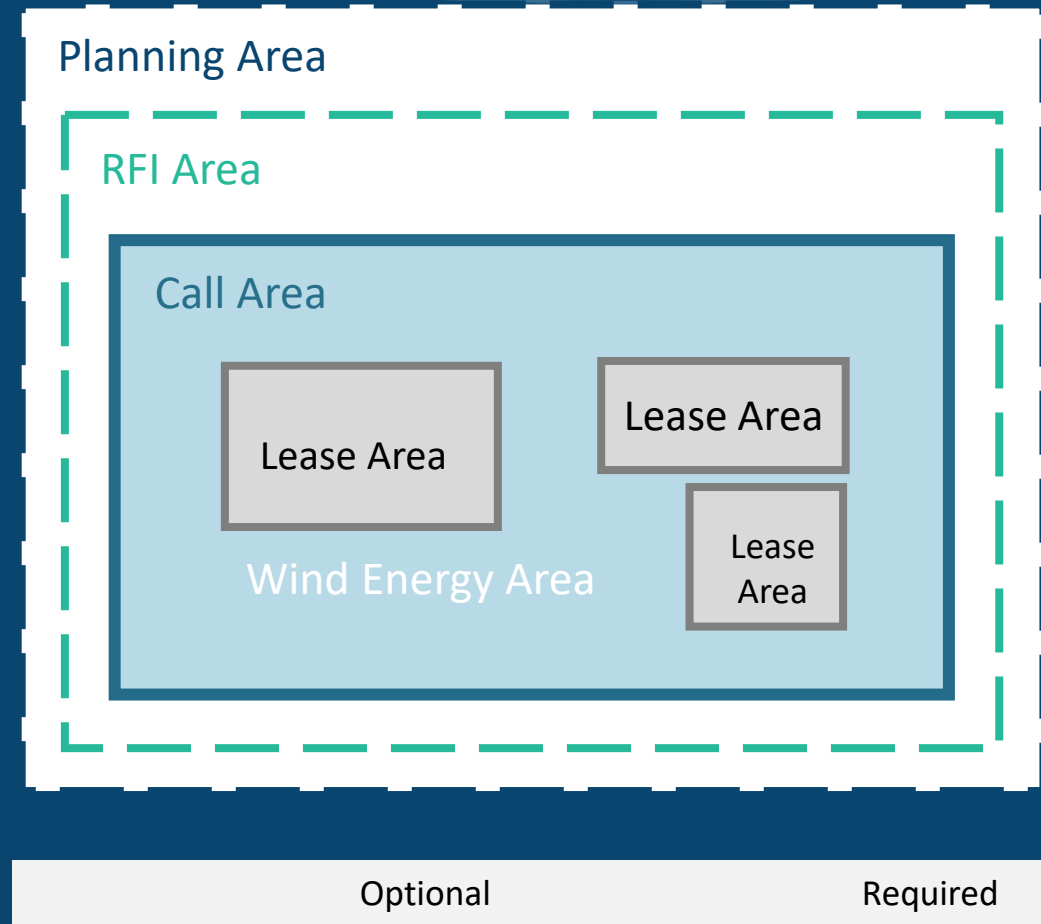 Planning Area
RFI Area
Call Area
Lease Area
Lease Area
Lease
Area
Wind Energy Area
Optional
Required